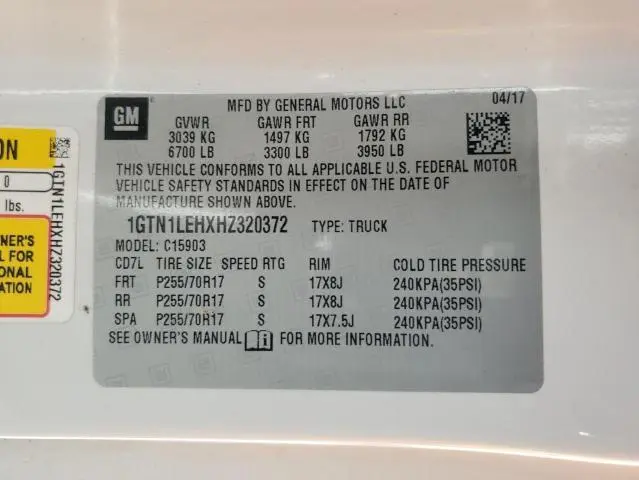 GM
MFD BY GENERAL MOTORS LLC 04/17
GVWR GAWR FRT GAWR RR
3039 KG 1497 KG 1792 KG
6700 LB 3300 LB 3950 LB
THIS VEHICLE CONFORMS TO ALL APPLICABLE U.S. FEDERAL MOTOR
VEHICLE SAFETY STANDARDS IN EFFECT ON THE DATE OF
MANUFACTURE SHOWN ABOVE.
1GTN1LEHXHZ320372 TYPE: TRUCK
MODEL: C15903
CD7L TIRE SIZE SPEED RTG RIM COLD TIRE PRESSURE
FRT P255/70R17 S 17X8J 240KPA(35PSI)
RR P255/70R17 S 17X8J 240KPA(35PSI)
SPA P255/70R17 S 17X7.5J 240KPA(35PSI)
SEE OWNER'S MANUAL i FOR MORE INFORMATION.
ON
0
lbs.
NER'S
L FOR
ONAL
ATION
1GTN1LEHXHZ320372